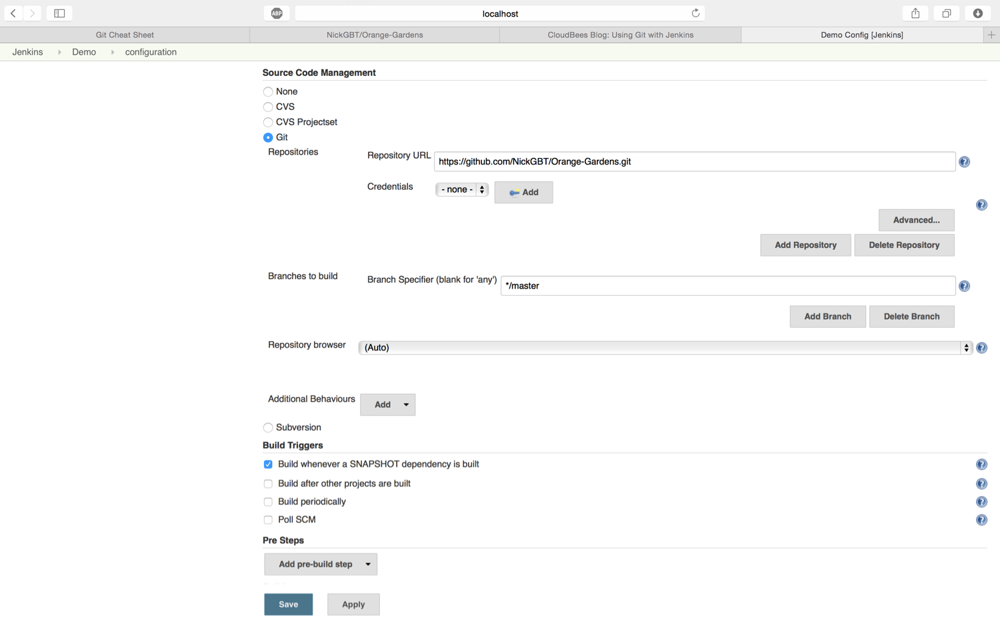 ABP
localhost
Git Cheat Sheet NickGBT/Orange-Gardens CloudBees Blog: Using Git with Jenkins Demo Config [Jenkins] +
Jenkins Demo configuration
Source Code Management
None
CVS
CVS Projectset
Git
Repositories Repository URL https://github.com/NickGBT/Orange-Gardens.git ?
Credentials - none - Add
?
Advanced...
Add Repository Delete Repository
Branches to build Branch Specifier (blank for 'any') */master ?
Add Branch Delete Branch
Repository browser (Auto) ?
Additional Behaviours Add
Subversion
Build Triggers
Build whenever a SNAPSHOT dependency is built ?
Build after other projects are built ?
Build periodically ?
Poll SCM ?
Pre Steps
Add pre-build step
Save Apply